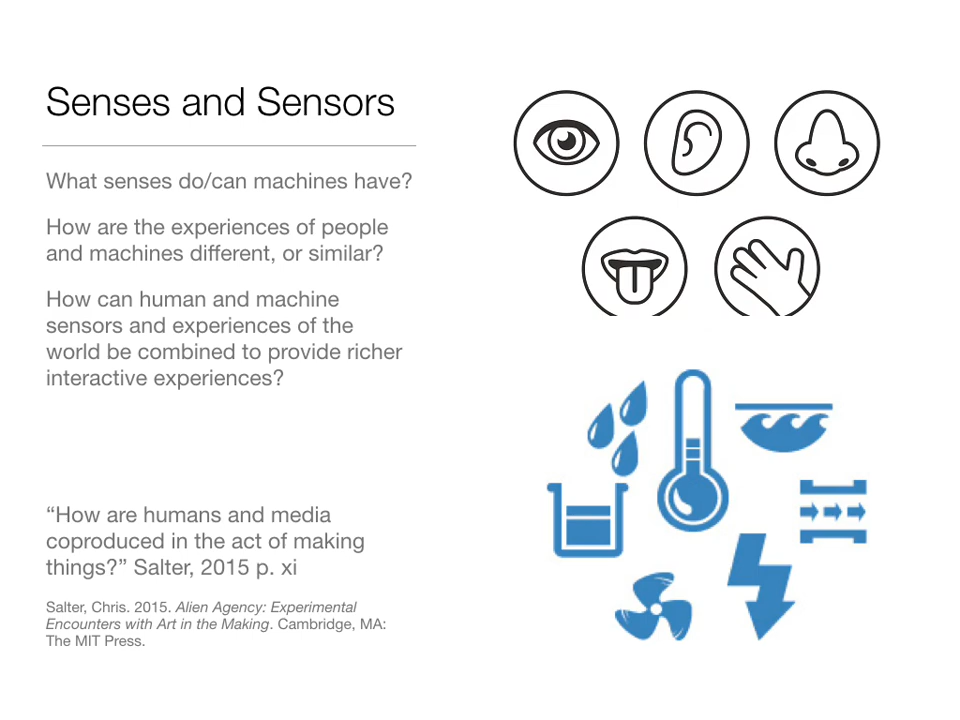 Senses and Sensors
What senses do/can machines have?
How are the experiences of people
and machines different, or similar?
How can human and machine
sensors and experiences of the
world be combined to provide richer
interactive experiences?
“How are humans and media
coproduced in the act of making
things?” Salter, 2015 p. xi
Salter, Chris. 2015. Alien Agency: Experimental
Encounters with Art in the Making. Cambridge, MA:
The MIT Press.